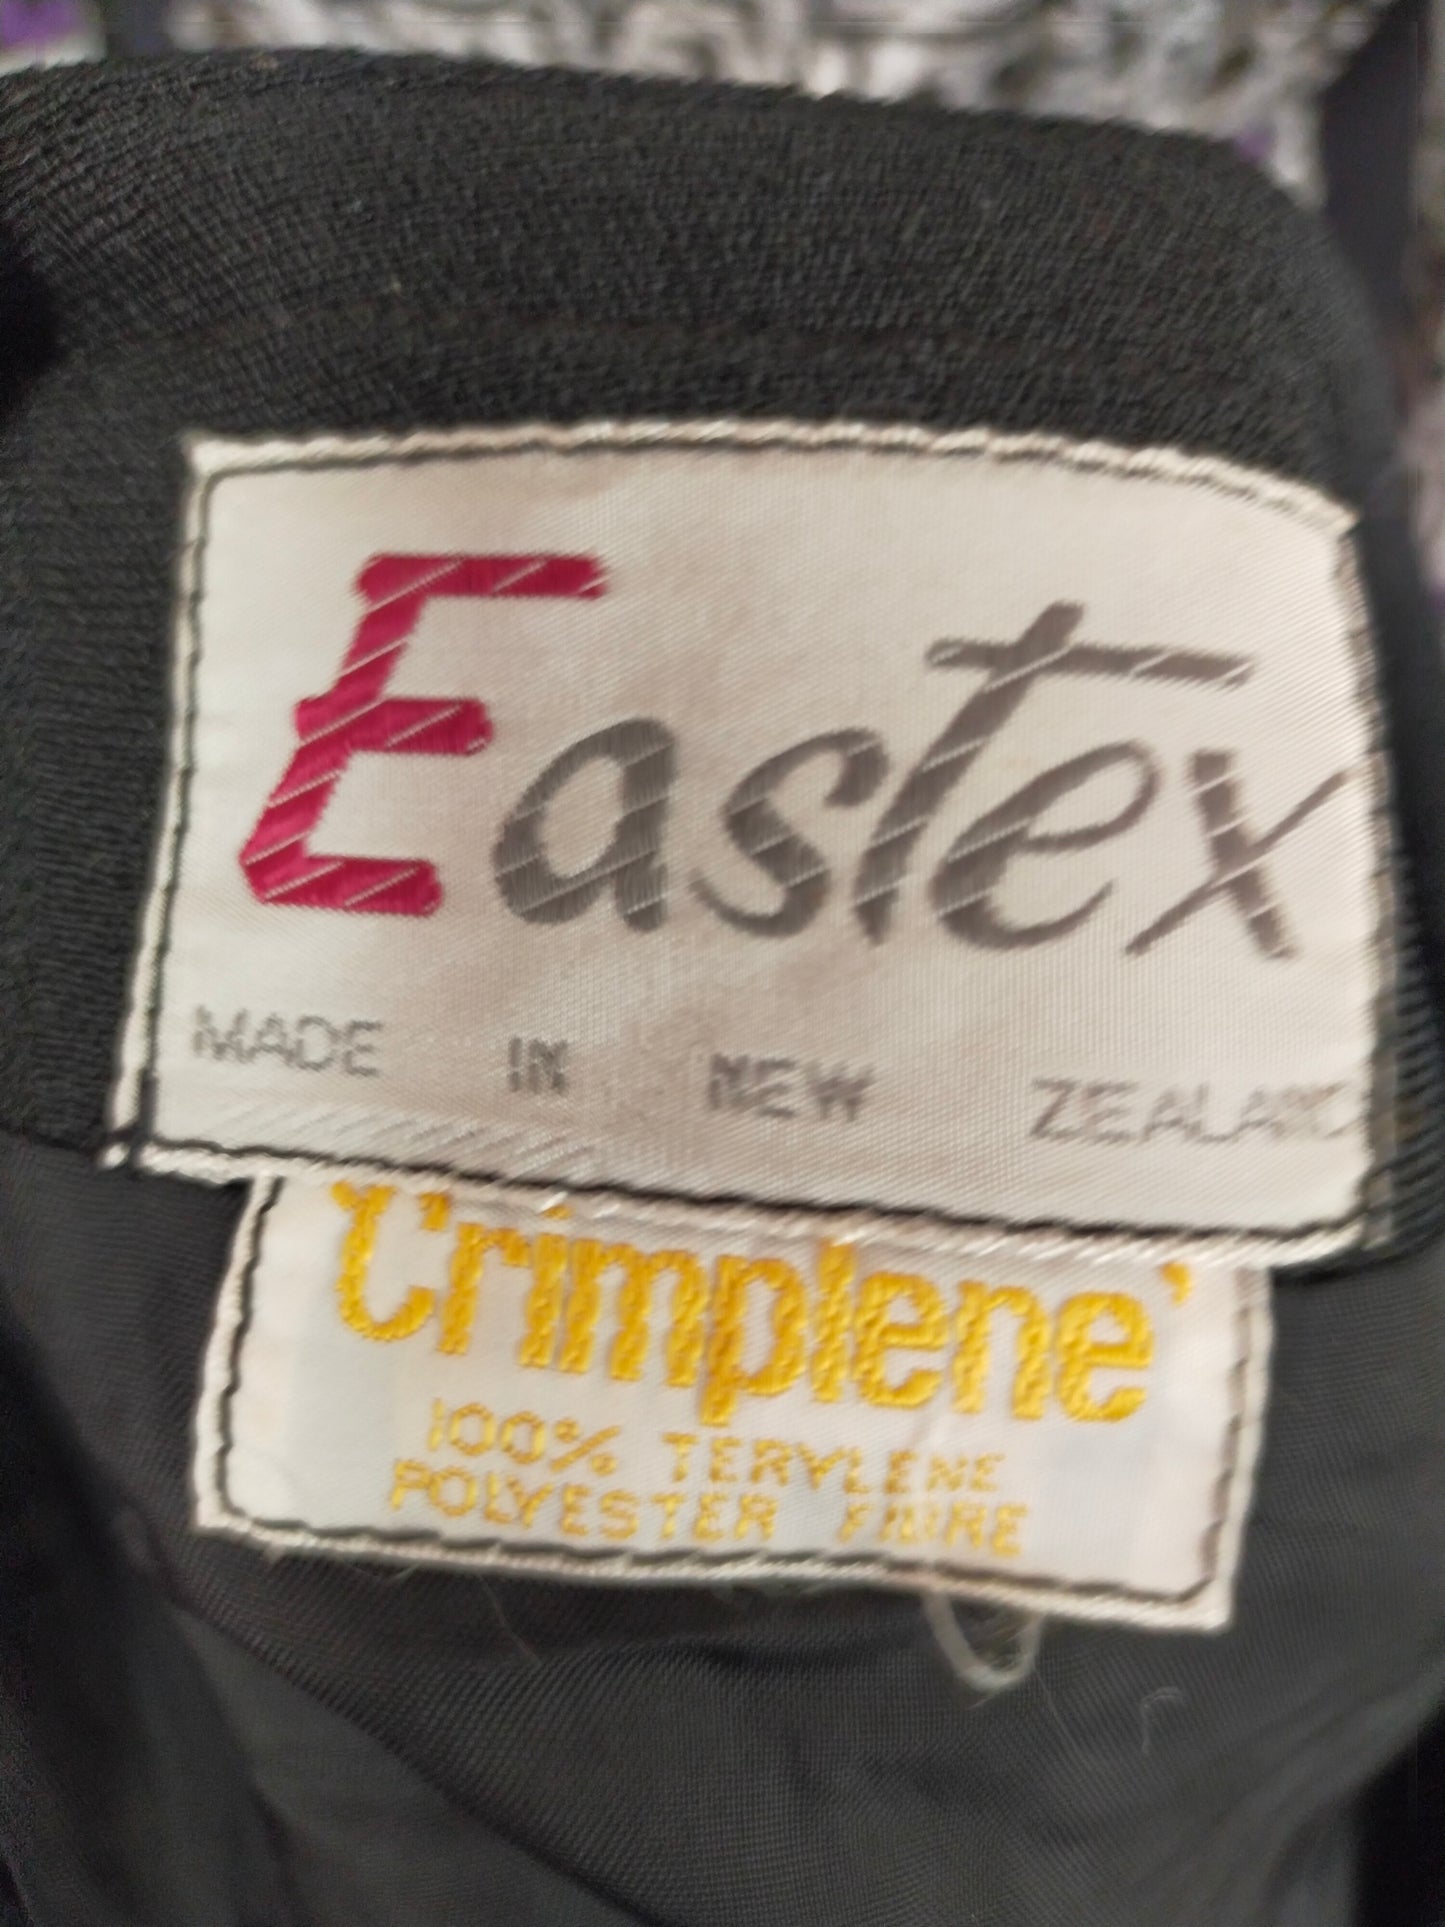 Eastex
MADE IN NEW ZEALAND
'Crimplene'
100% TERYLENE
POLYESTER FIBRE